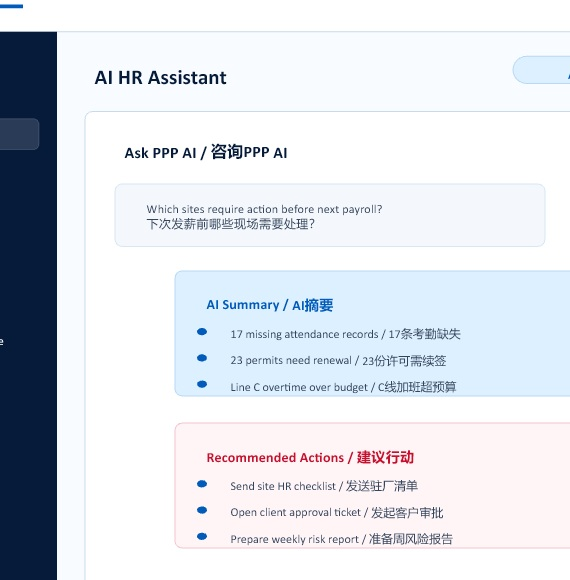 AI HR Assistant
Ask PPP AI / 咨询PPP AI
Which sites require action before next payroll?
下次发薪前哪些现场需要处理？
AI Summary / AI摘要
17 missing attendance records / 17条考勤缺失
23 permits need renewal / 23份许可需续签
Line C overtime over budget / C线加班超预算
Recommended Actions / 建议行动
Send site HR checklist / 发送驻厂清单
Open client approval ticket / 发起客户审批
Prepare weekly risk report / 准备周风险报告